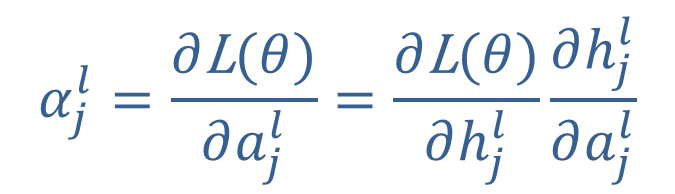 α_j^l = ∂L(θ)/∂a_j^l = ∂L(θ)/∂h_j^l ∂h_j^l/∂a_j^l